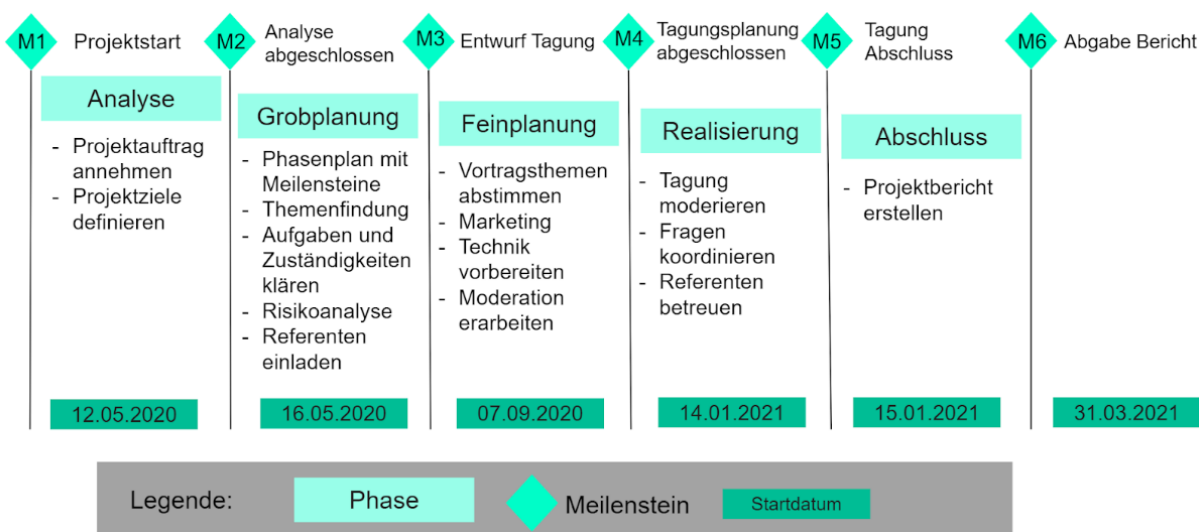 M1 Projektstart
M2 Analyse
abgeschlossen
M3 Entwurf Tagung
M4 Tagungsplanung
abgeschlossen
M5 Tagung
Abschluss
M6 Abgabe Bericht
Analyse
- Projektauftrag
annehmen
- Projektziele
definieren
12.05.2020
Grobplanung
- Phasenplan mit
Meilensteine
- Themenfindung
- Aufgaben und
Zuständigkeiten
klären
- Risikoanalyse
- Referenten
einladen
16.05.2020
Feinplanung
- Vortragsthemen
abstimmen
- Marketing
- Technik
vorbereiten
- Moderation
erarbeiten
07.09.2020
Realisierung
- Tagung
moderieren
- Fragen
koordinieren
- Referenten
betreuen
14.01.2021
Abschluss
- Projektbericht
erstellen
15.01.2021
31.03.2021
Legende: Phase Meilenstein Startdatum